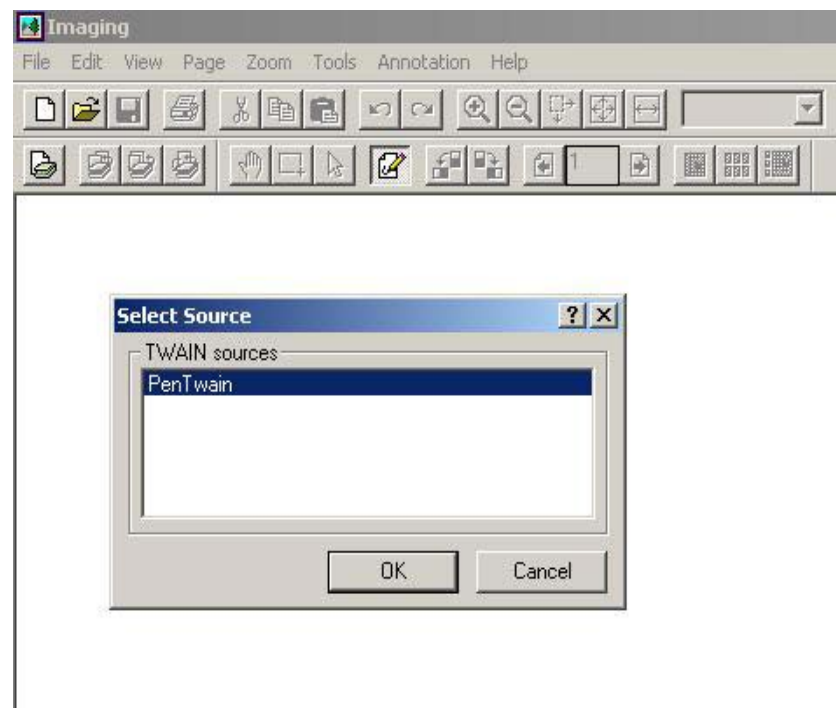 Imaging
File Edit View Page Zoom Tools Annotation Help
1
Select Source
? X
TWAIN sources
PenTwain
OK Cancel